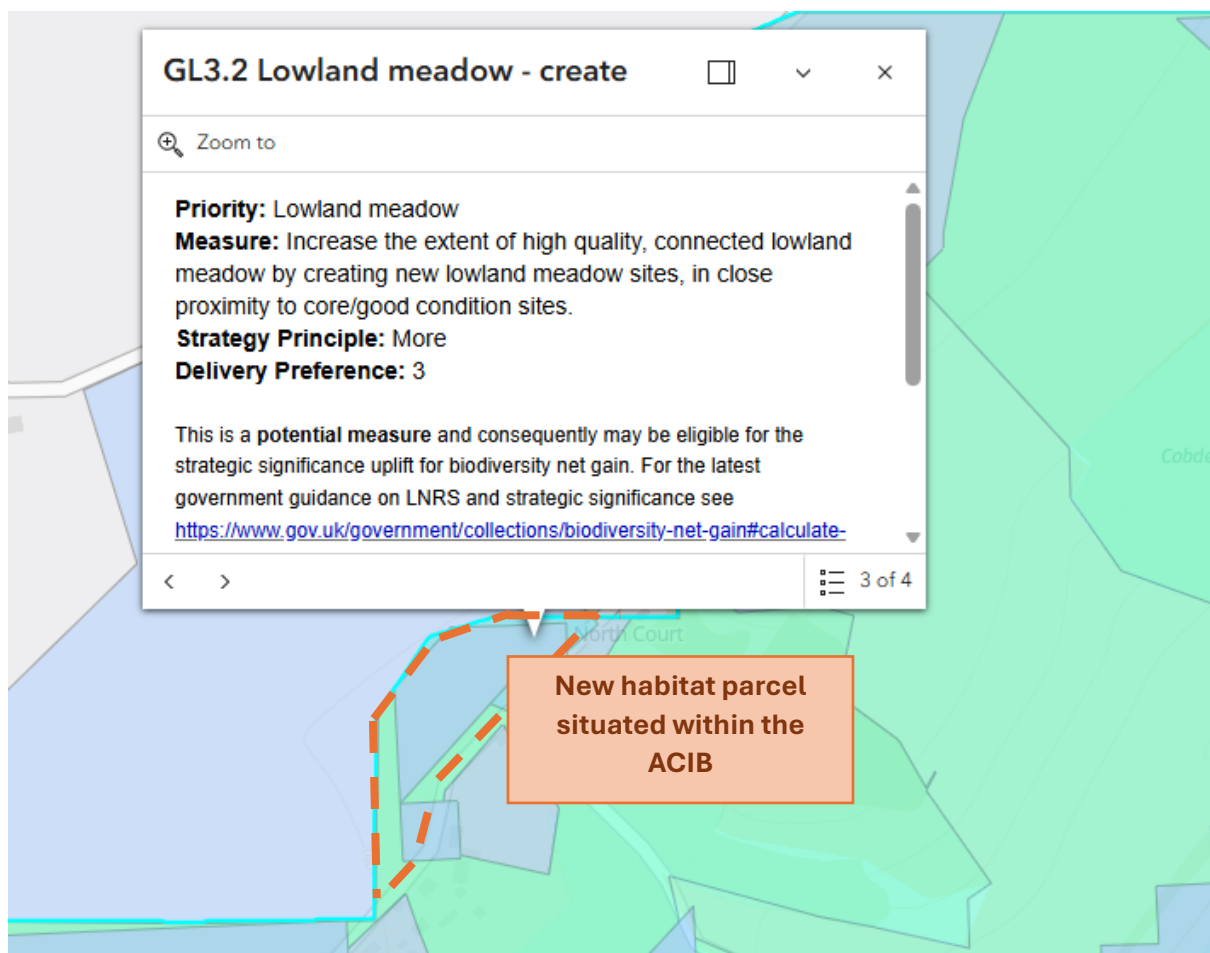 GL3.2 Lowland meadow - create
Zoom to
Priority: Lowland meadow
Measure: Increase the extent of high quality, connected lowland
meadow by creating new lowland meadow sites, in close
proximity to core/good condition sites.
Strategy Principle: More
Delivery Preference: 3
This is a potential measure and consequently may be eligible for the
strategic significance uplift for biodiversity net gain. For the latest
government guidance on LNRS and strategic significance see
https://www.gov.uk/government/collections/biodiversity-net-gain#calculate-
3 of 4
North Court
New habitat parcel
situated within the
ACIB